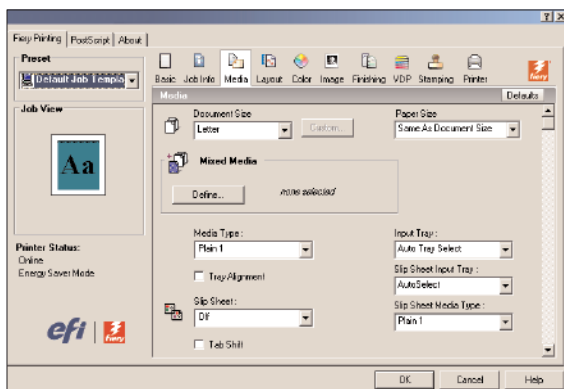 Fiery Printing PostScript About
Preset
Default Job Templa
Basic Job Info Media Layout Color Image Finishing VDP Stamping Printer
fiery
Media Defaults
Job View
Aa
Document Size Paper Size
Letter Custom... Same As Document Size
Mixed Media
Define... none selected
Media Type: Input Tray:
Plain 1 Auto Tray Select
Tray Alignment Slip Sheet Input Tray:
AutoSelect
Slip Sheet: Slip Sheet Media Type:
Off Plain 1
Tab Shift
Printer Status:
Online
Energy Saver Mode
efi fiery
OK Cancel Help